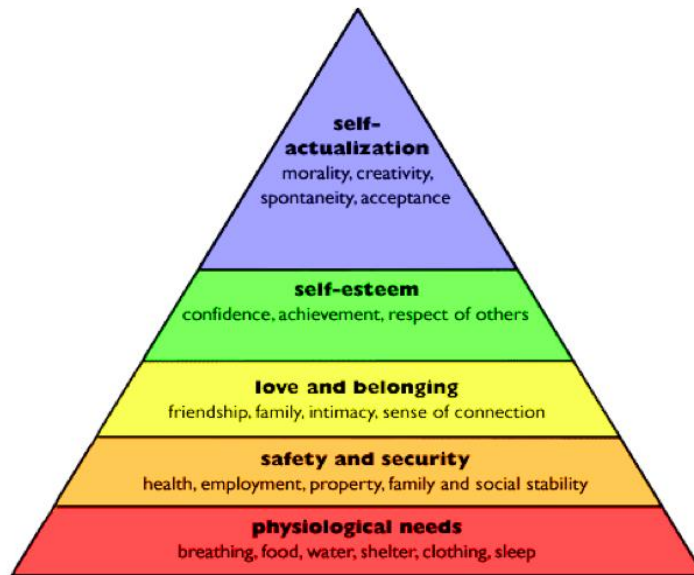 self-
actualization
morality, creativity,
spontaneity, acceptance
self-esteem
confidence, achievement, respect of others
love and belonging
friendship, family, intimacy, sense of connection
safety and security
health, employment, property, family and social stability
physiological needs
breathing, food, water, shelter, clothing, sleep